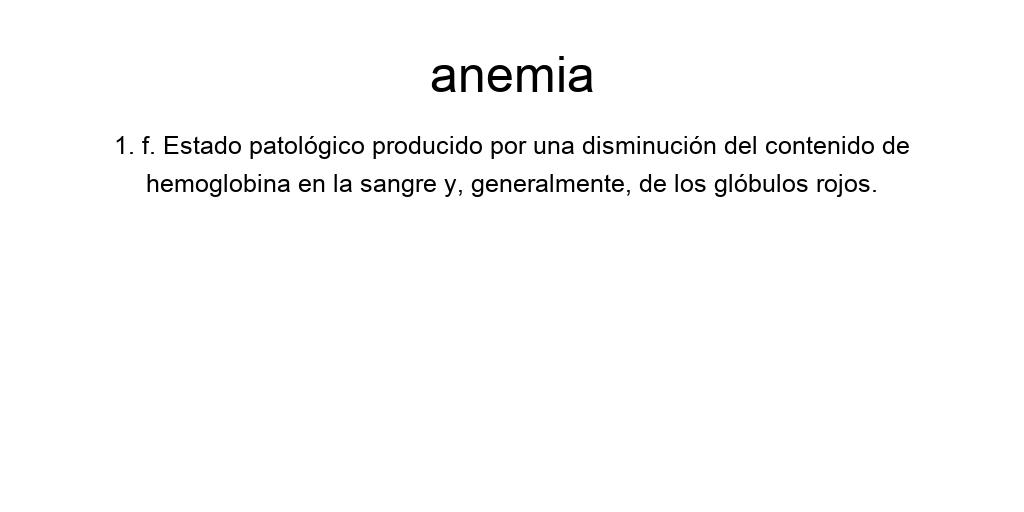 anemia
1. f. Estado patológico producido por una disminución del contenido de
hemoglobina en la sangre y, generalmente, de los glóbulos rojos.